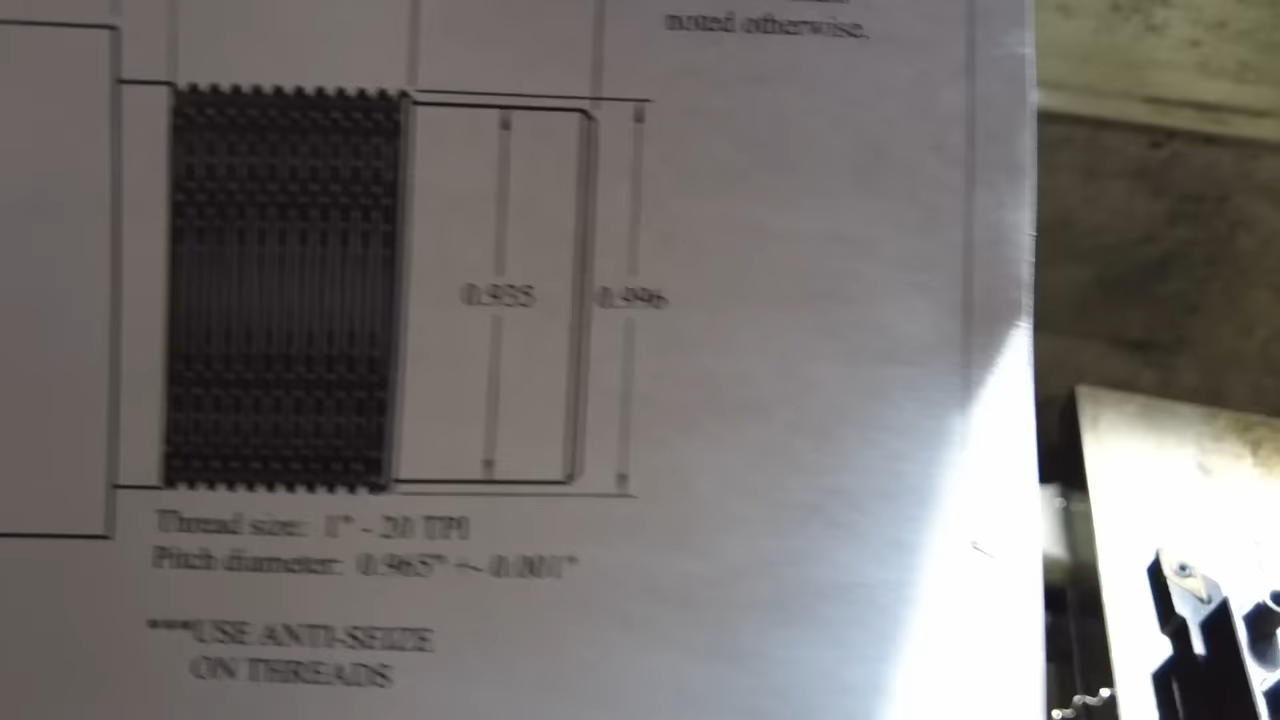 noted otherwise.
0.935
0.996
Thread size: 1" - 20 TPI
Pitch diameter: 0.965" +- 0.001"
***USE ANTI-SEIZE
ON THREADS